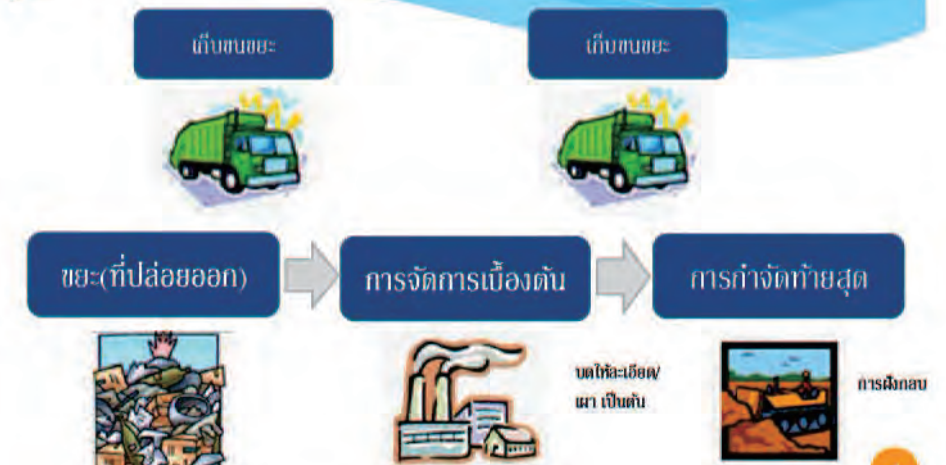 เก็บขนขยะ
เก็บขนขยะ
ขยะ(ที่ปล่อยออก)
การจัดการเบื้องต้น
การกำจัดท้ายสุด
บดให้ละเอียด/
เผา เป็นต้น
การฝังกลบ